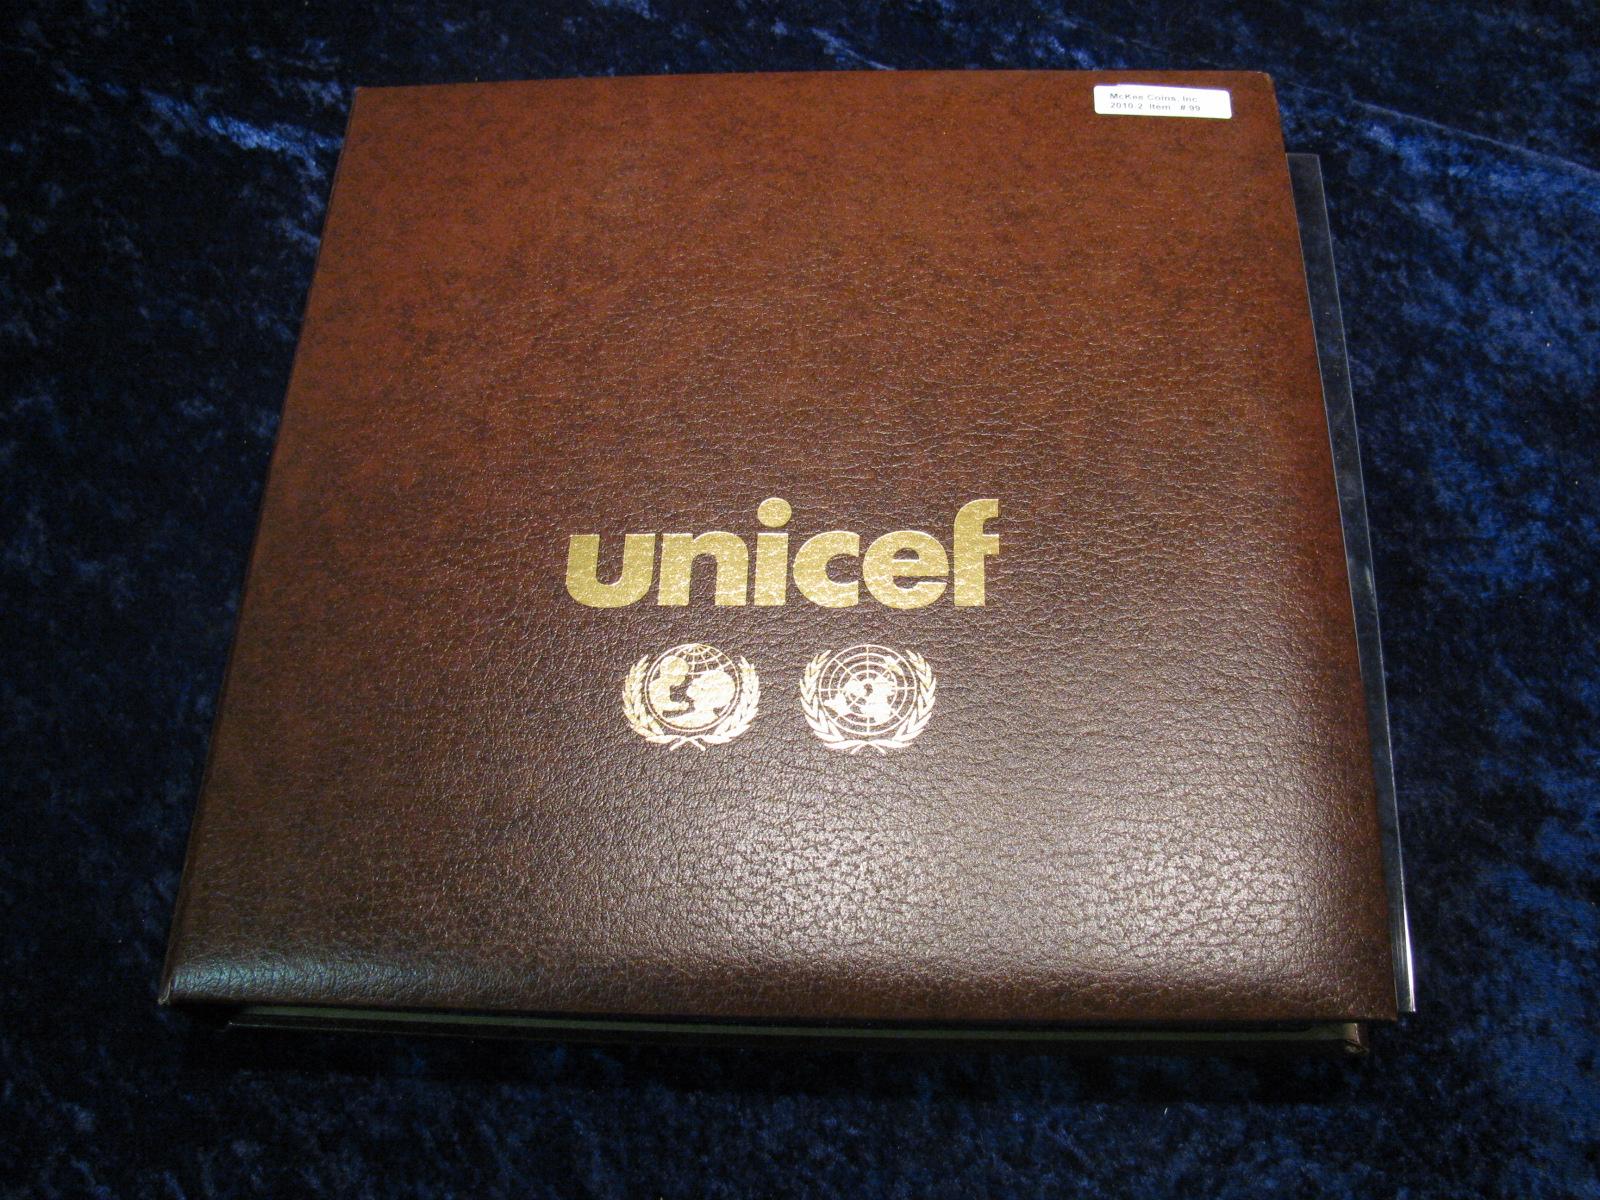 McKee Coins, Inc
2010-2 Item # 99
unicef